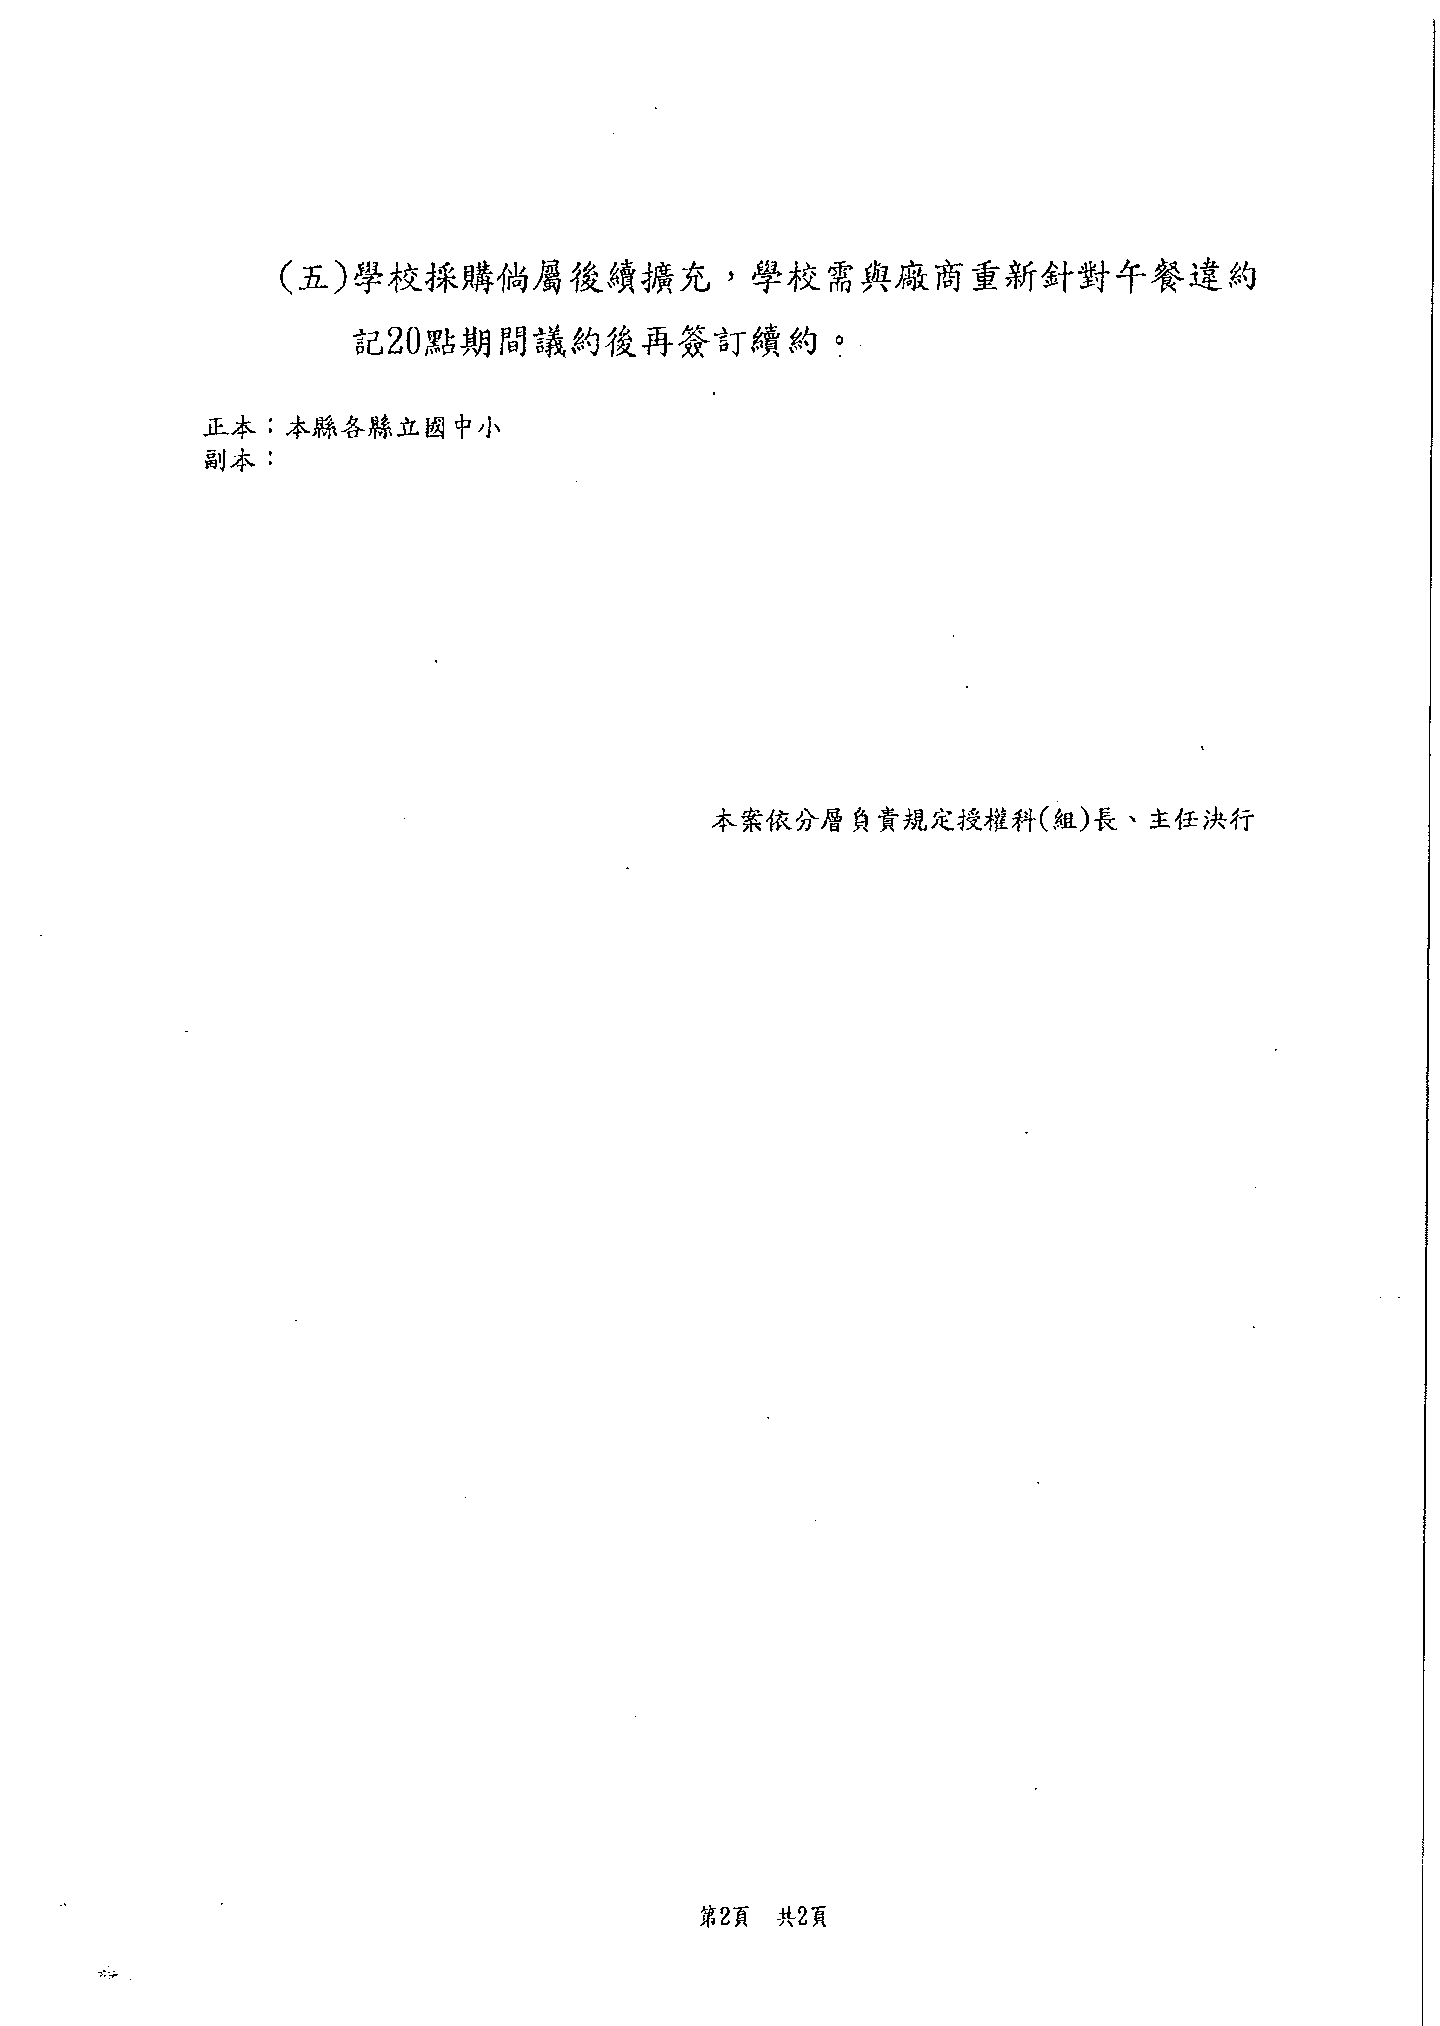 (五)學校採購倘屬後續擴充，學校需與廠商重新針對午餐違約
記20點期間議約後再簽訂續約。
正本：本縣各縣立國中小
副本：
本案依分層負責規定授權科(組)長、主任決行
第2頁 共2頁